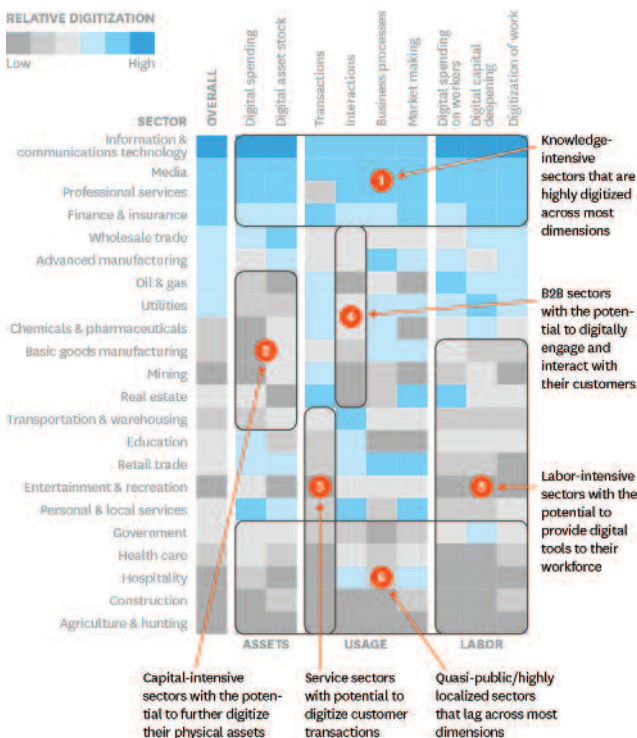 RELATIVE DIGITIZATION
Low
High
SECTOR
OVERALL
Digital spending
Digital asset stock
Transactions
Interactions
Business processes
Market making
Digital spending
on workers
Digital capital
deepening
Digitization of work
Information &
communications technology
Media
Professional services
Finance & insurance
Wholesale trade
Advanced manufacturing
Oil & gas
Utilities
Chemicals & pharmaceuticals
Basic goods manufacturing
Mining
Real estate
Transportation & warehousing
Education
Retail trade
Entertainment & recreation
Personal & local services
Government
Health care
Hospitality
Construction
Agriculture & hunting
1
2
3
4
5
6
Knowledge-
intensive
sectors that are
highly digitized
across most
dimensions
B2B sectors
with the poten-
tial to digitally
engage and
interact with
their customers
Labor-intensive
sectors with the
potential to
provide digital
tools to their
workforce
ASSETS
USAGE
LABOR
Capital-intensive
sectors with the poten-
tial to further digitize
their physical assets
Service sectors
with potential to
digitize customer
transactions
Quasi-public/highly
localized sectors
that lag across most
dimensions